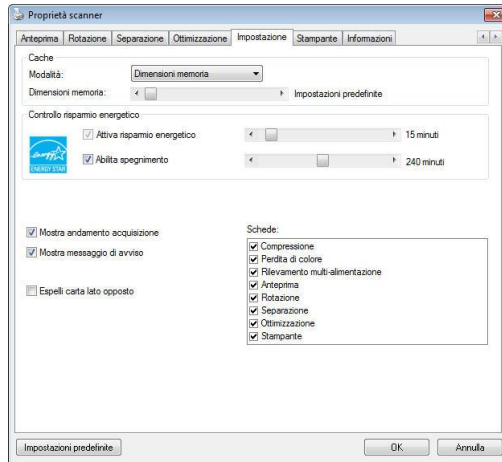 Proprietà scanner
Anteprima Rotazione Separazione Ottimizzazione Impostazione Stampante Informazioni
Cache
Modalità: Dimensioni memoria
Dimensioni memoria: Impostazioni predefinite
Controllo risparmio energetico
Attiva risparmio energetico 15 minuti
Abilita spegnimento 240 minuti
ENERGY STAR
Mostra andamento acquisizione
Mostra messaggio di avviso
Espelli carta lato opposto
Schede:
Compressione
Perdita di colore
Rilevamento multi-alimentazione
Anteprima
Rotazione
Separazione
Ottimizzazione
Stampante
Impostazioni predefinite OK Annulla